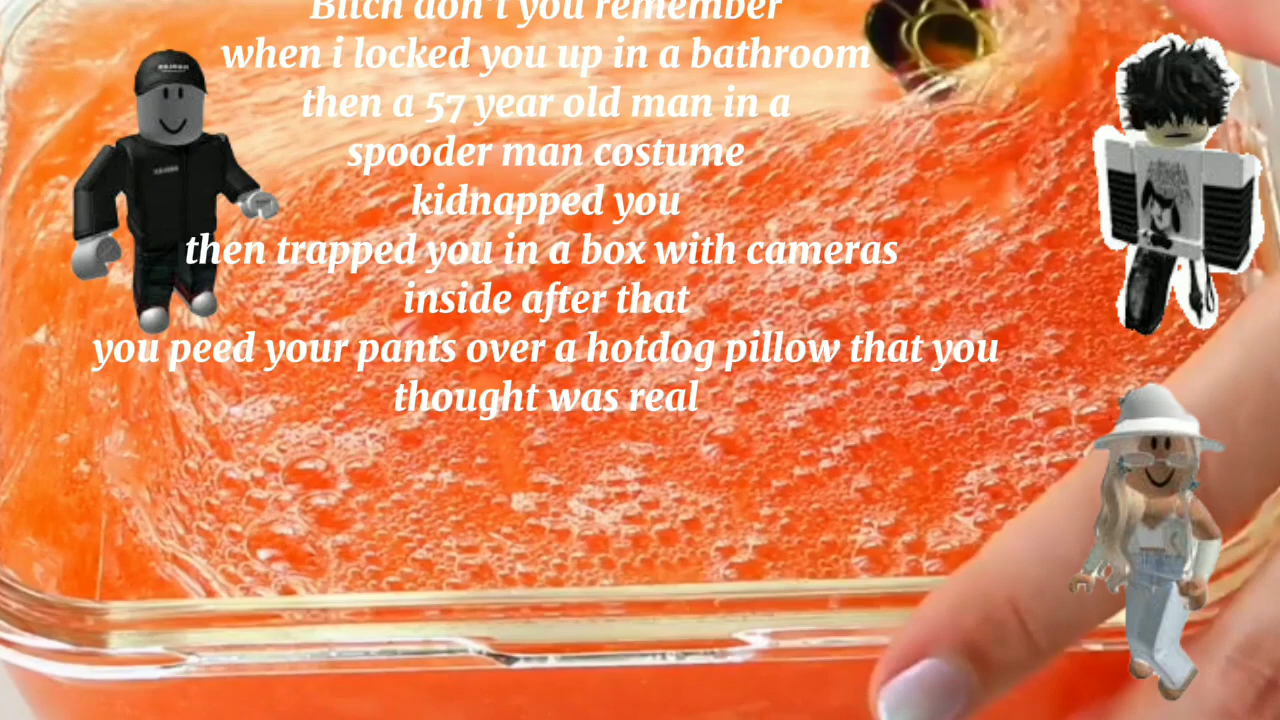 Bitch don't you remember
when i locked you up in a bathroom
then a 57 year old man in a
spooder man costume
kidnapped you
then trapped you in a box with cameras
inside after that
you peed your pants over a hotdog pillow that you
thought was real